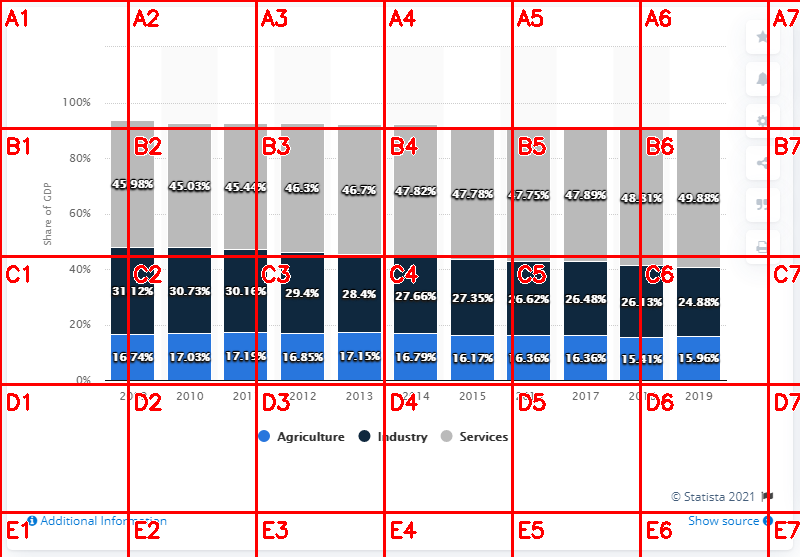 A1 A2 A3 A4 A5 A6 A7
100%
B1 B2 B3 B4 B5 B6 B7
80%
45.98% 45.03% 45.44% 46.3% 46.7% 47.82% 47.78% 47.75% 47.89% 48.81% 49.88%
60%
Share of GDP
C1 C2 C3 C4 C5 C6 C7
40%
31.12% 30.73% 30.16% 29.4% 28.4% 27.66% 27.35% 26.62% 26.48% 26.13% 24.88%
20%
16.74% 17.03% 17.19% 16.85% 17.15% 16.79% 16.17% 16.36% 16.36% 15.41% 15.96%
0%
2009 2010 2011 2012 2013 2014 2015 2016 2017 2018 2019
D1 D2 D3 D4 D5 D6 D7
Agriculture Industry Services
© Statista 2021
Additional Information Show source
E1 E2 E3 E4 E5 E6 E7